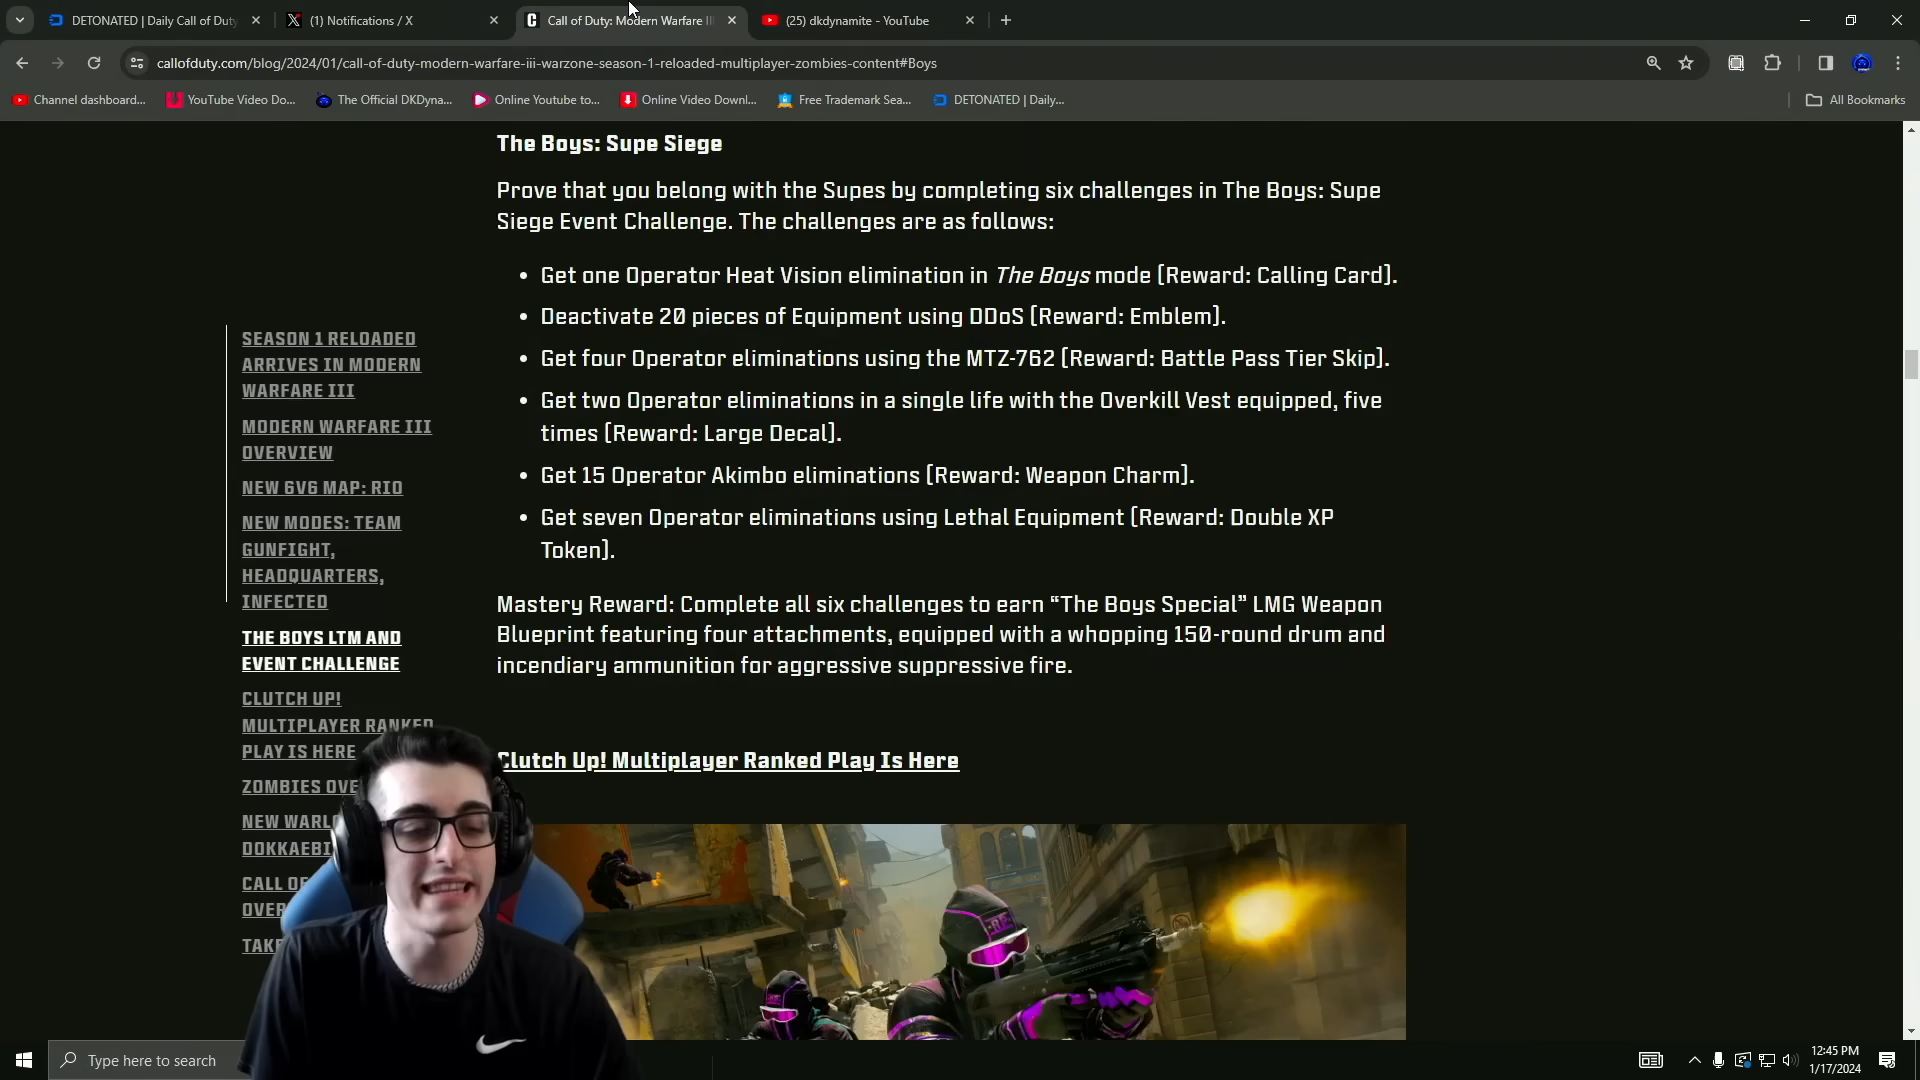 DETONATED | Daily Call of Duty
(1) Notifications / X
Call of Duty: Modern Warfare III
(25) dkdynamite - YouTube
callofduty.com/blog/2024/01/call-of-duty-modern-warfare-iii-warzone-season-1-reloaded-multiplayer-zombies-content#Boys
Channel dashboard...
YouTube Video Do...
The Official DKDyna...
Online Youtube to...
Online Video Downl...
Free Trademark Sea...
DETONATED | Daily...
All Bookmarks
SEASON 1 RELOADED
ARRIVES IN MODERN
WARFARE III
MODERN WARFARE III
OVERVIEW
NEW 6V6 MAP: RIO
NEW MODES: TEAM
GUNFIGHT,
HEADQUARTERS,
INFECTED
THE BOYS LTM AND
EVENT CHALLENGE
CLUTCH UP!
MULTIPLAYER RANKED
PLAY IS HERE
ZOMBIES OVE
NEW WARLO
DOKKAEBI
CALL OF
OVER
TAKE
The Boys: Supe Siege
Prove that you belong with the Supes by completing six challenges in The Boys: Supe
Siege Event Challenge. The challenges are as follows:
• Get one Operator Heat Vision elimination in The Boys mode [Reward: Calling Card].
• Deactivate 20 pieces of Equipment using DDoS [Reward: Emblem].
• Get four Operator eliminations using the MTZ-762 [Reward: Battle Pass Tier Skip].
• Get two Operator eliminations in a single life with the Overkill Vest equipped, five
times [Reward: Large Decal].
• Get 15 Operator Akimbo eliminations [Reward: Weapon Charm].
• Get seven Operator eliminations using Lethal Equipment [Reward: Double XP
Token].
Mastery Reward: Complete all six challenges to earn “The Boys Special” LMG Weapon
Blueprint featuring four attachments, equipped with a whopping 150-round drum and
incendiary ammunition for aggressive suppressive fire.
Clutch Up! Multiplayer Ranked Play Is Here
Type here to search
12:45 PM
1/17/2024